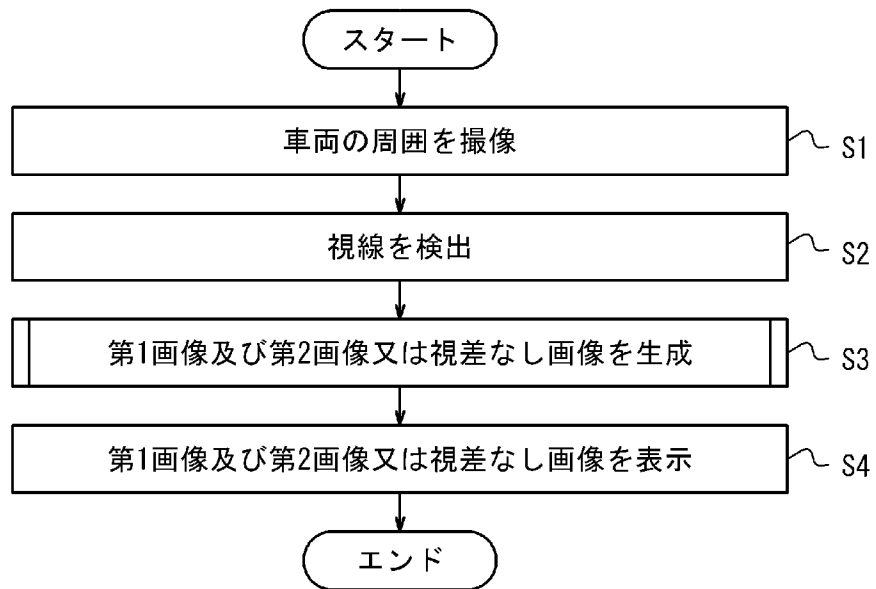 スタート
車両の周囲を撮像
S1
視線を検出
S2
第1画像及び第2画像又は視差なし画像を生成
S3
第1画像及び第2画像又は視差なし画像を表示
S4
エンド